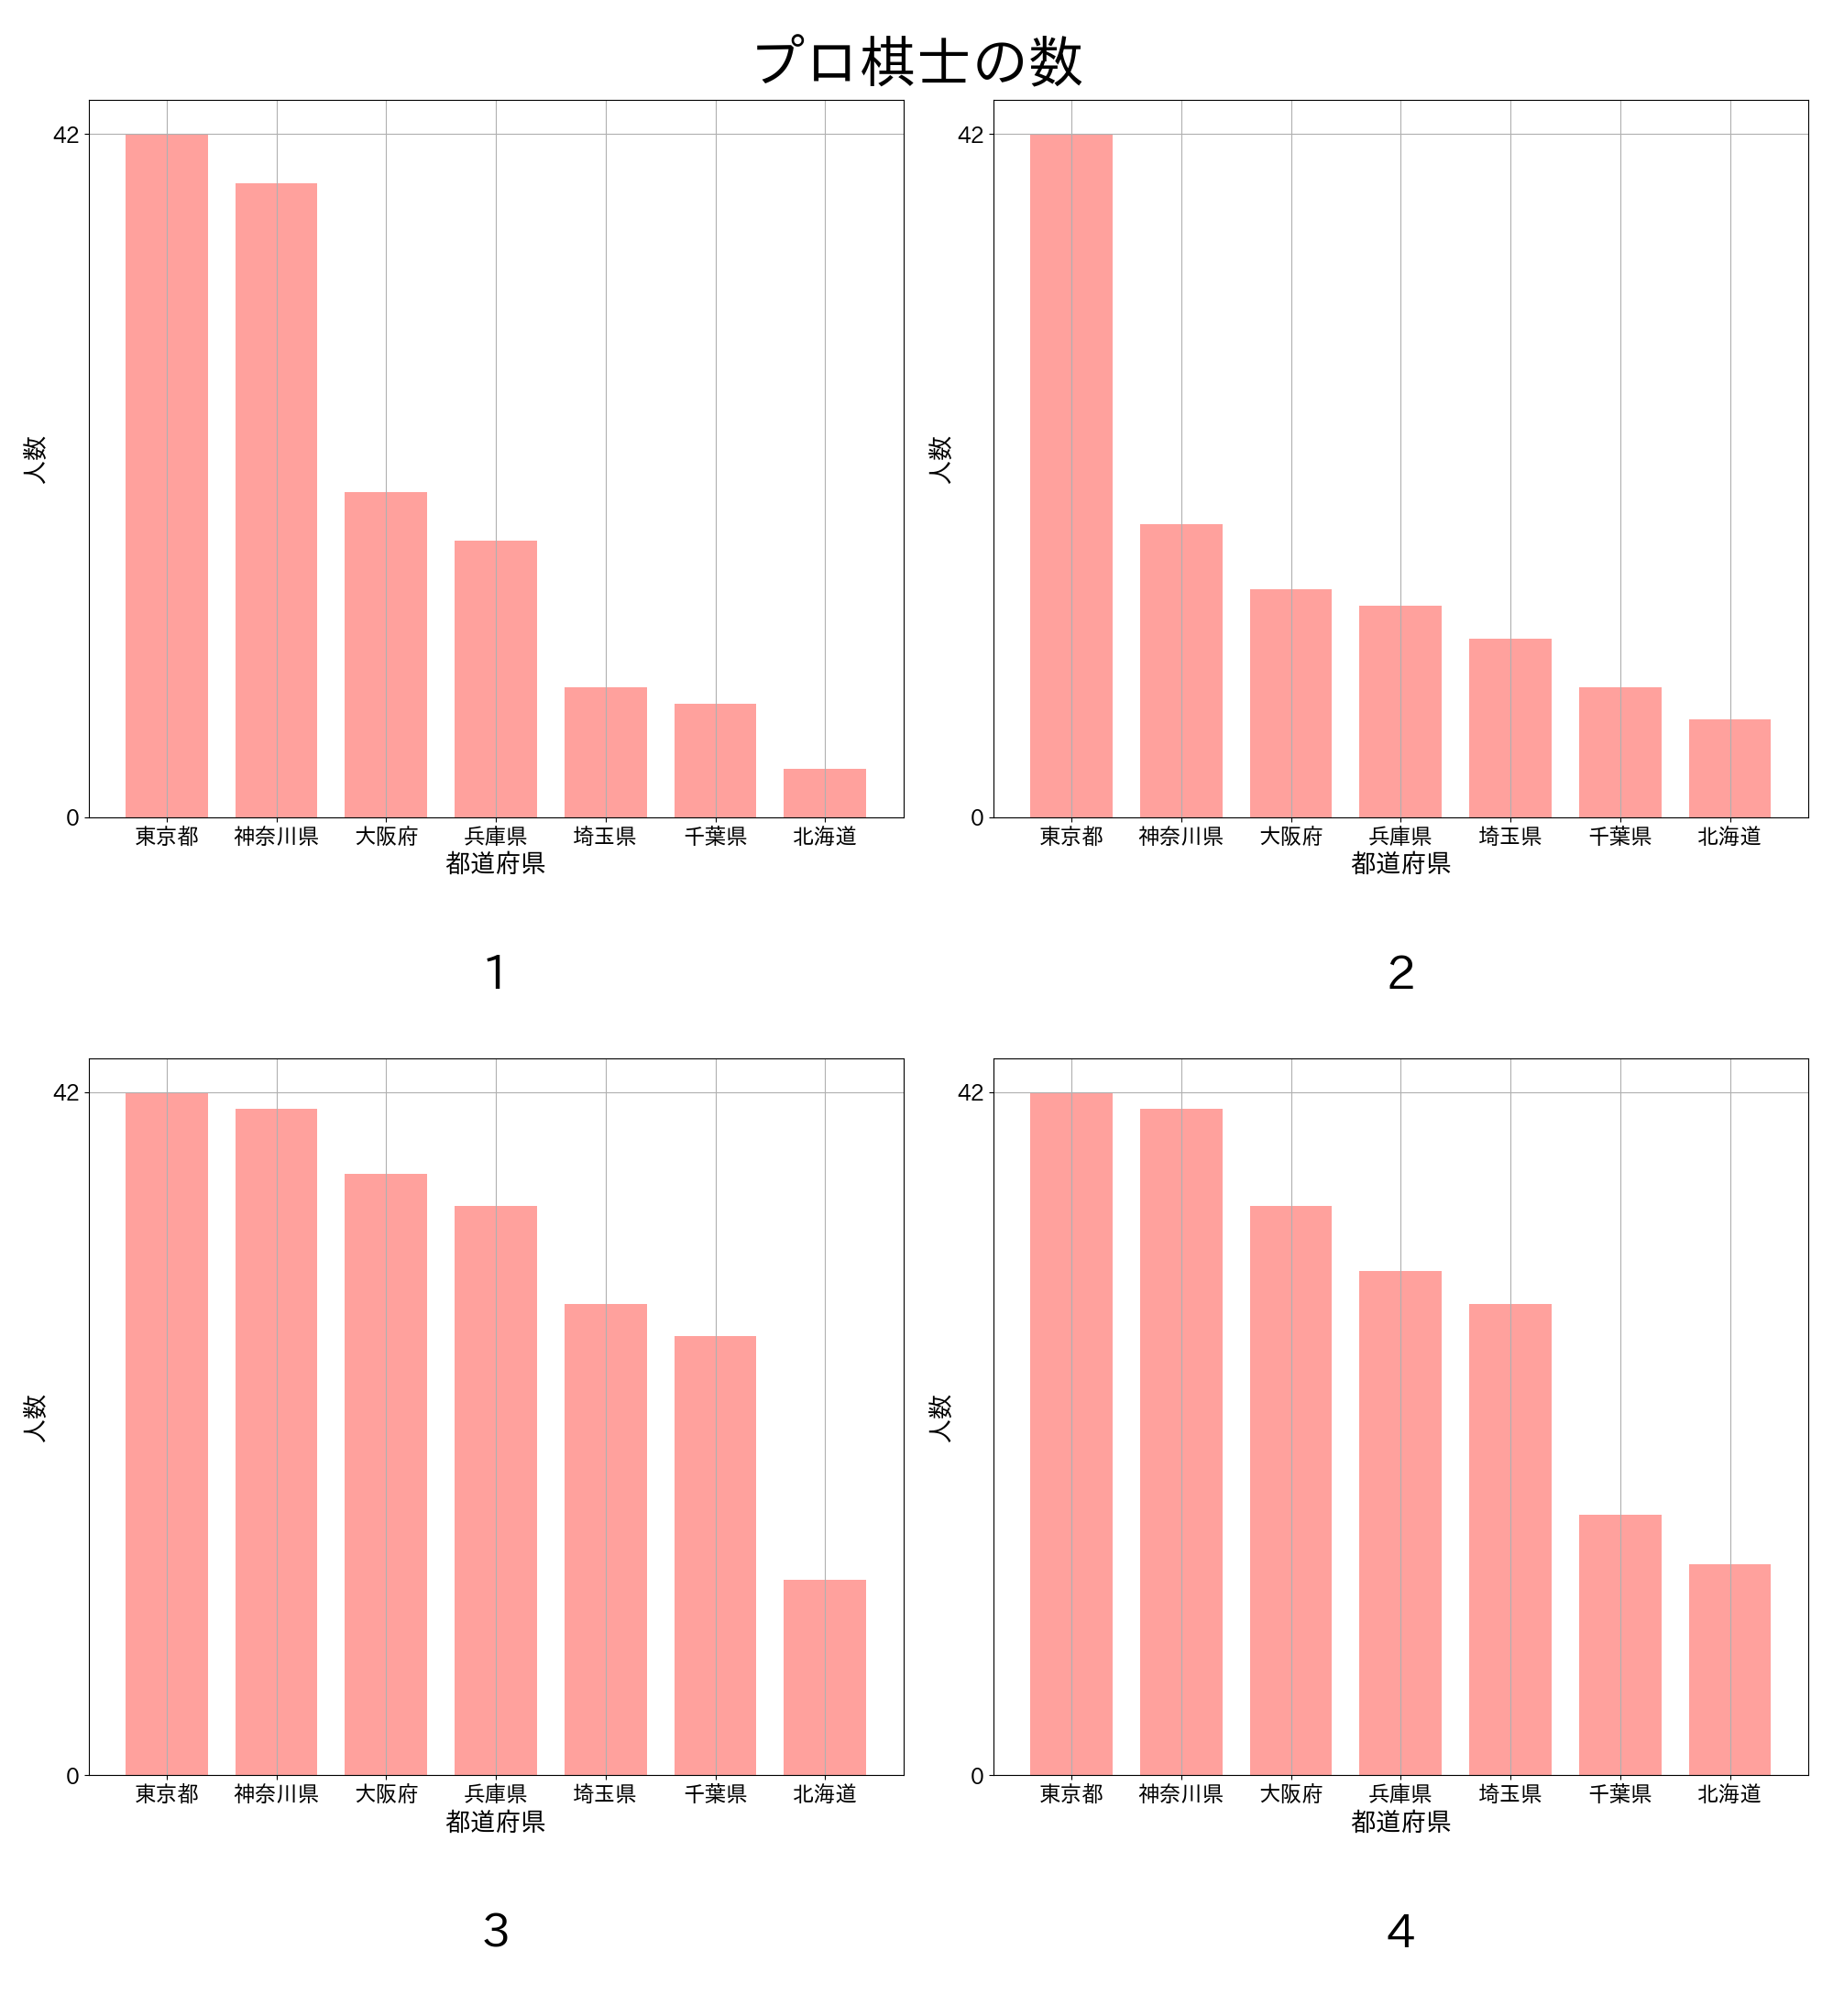 プロ棋士の数
42
0
人数
東京都 神奈川県 大阪府 兵庫県 埼玉県 千葉県 北海道
都道府県
1
42
0
人数
東京都 神奈川県 大阪府 兵庫県 埼玉県 千葉県 北海道
都道府県
2
42
0
人数
東京都 神奈川県 大阪府 兵庫県 埼玉県 千葉県 北海道
都道府県
3
42
0
人数
東京都 神奈川県 大阪府 兵庫県 埼玉県 千葉県 北海道
都道府県
4